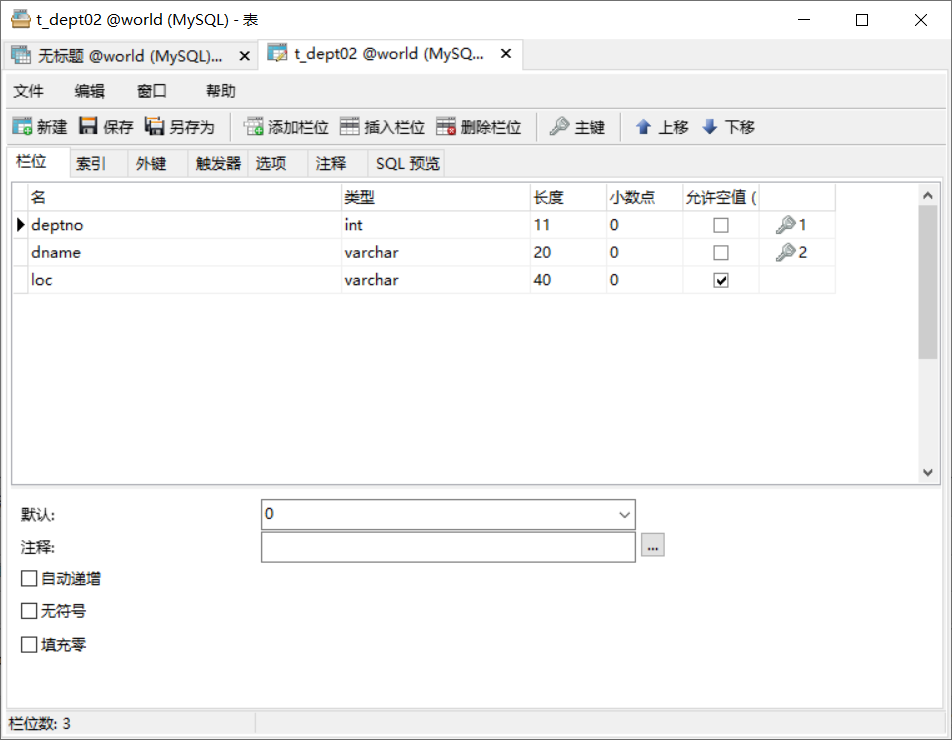 t_dept02 @world (MySQL) - 表
无标题 @world (MySQL)... t_dept02 @world (MySQ...
文件 编辑 窗口 帮助
新建 保存 另存为 添加栏位 插入栏位 删除栏位 主键 上移 下移
栏位 索引 外键 触发器 选项 注释 SQL 预览
名 类型 长度 小数点 允许空值 (
deptno int 11 0 1
dname varchar 20 0 2
loc varchar 40 0
默认: 0
注释: ...
自动递增
无符号
填充零
栏位数: 3